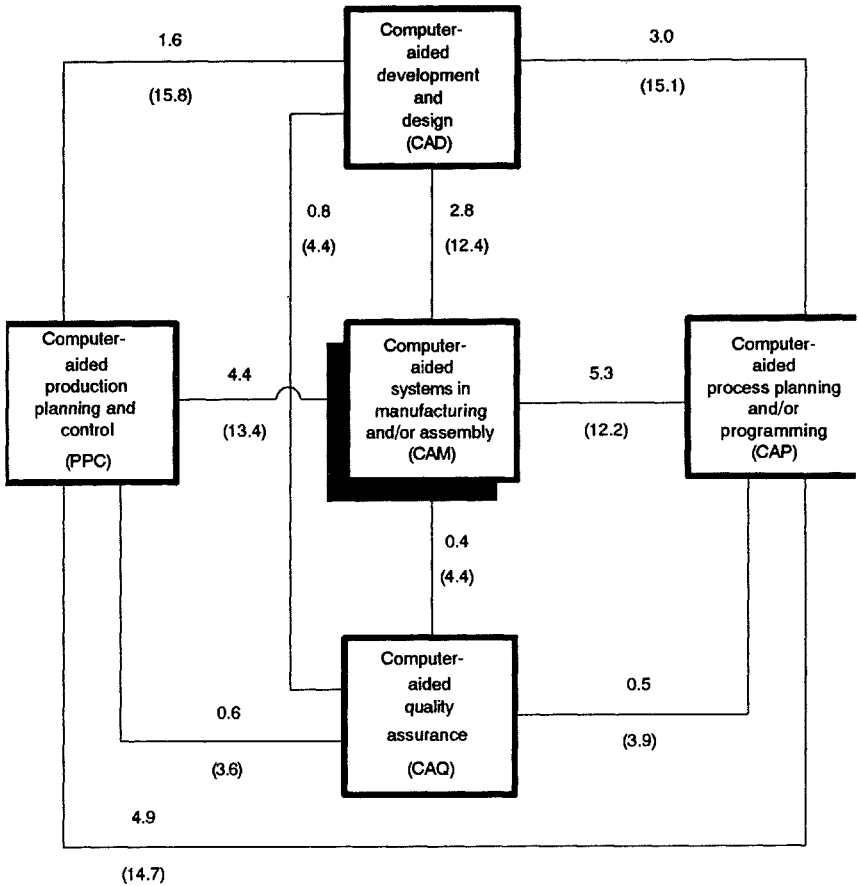 1.6
(15.8)
Computer-
aided
development
and
design
(CAD)
3.0
(15.1)
0.8
(4.4)
2.8
(12.4)
Computer-
aided
production
planning and
control
(PPC)
4.4
(13.4)
Computer-
aided
systems in
manufacturing
and/or assembly
(CAM)
5.3
(12.2)
Computer-
aided
process planning
and/or
programming
(CAP)
0.4
(4.4)
Computer-
aided
quality
assurance
(CAQ)
0.6
(3.6)
0.5
(3.9)
4.9
(14.7)